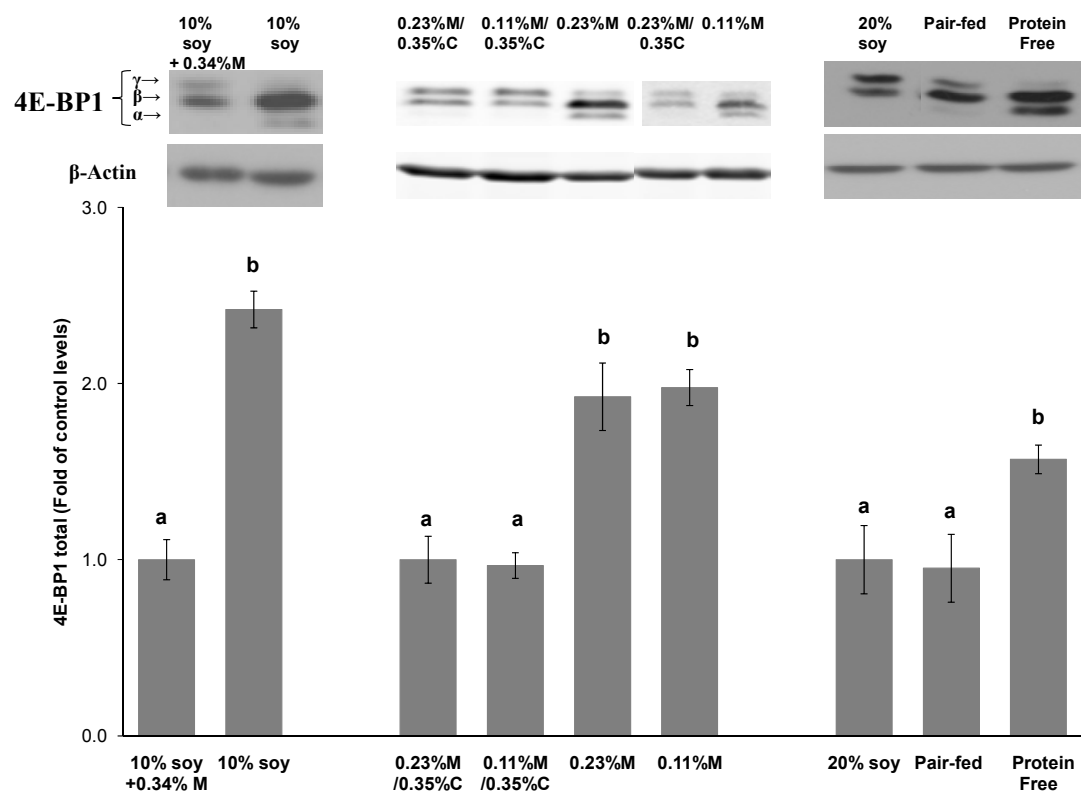 10%
soy
+ 0.34%M
10%
soy
0.23%M/
0.35%C
0.11%M/
0.35%C
0.23%M
0.23%M/
0.35C
0.11%M
20%
soy
Pair-fed
Protein
Free
4E-BP1
γ→
β→
α→
β-Actin
3.0
2.0
1.0
0.0
4E-BP1 total (Fold of control levels)
a
b
a
a
b
b
a
a
b
10% soy
+0.34% M
10% soy
0.23%M
/0.35%C
0.11%M
/0.35%C
0.23%M
0.11%M
20% soy
Pair-fed
Protein
Free